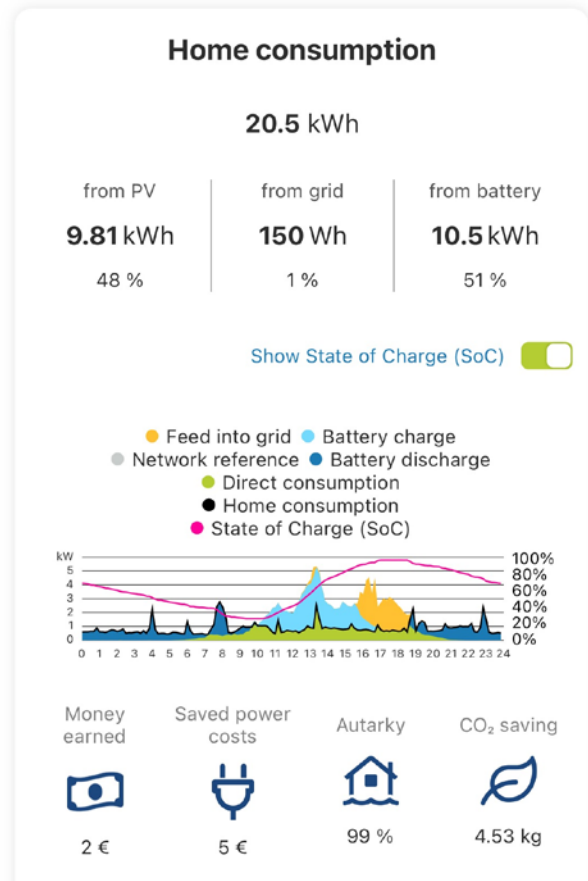 Home consumption
20.5 kWh
from PV
from grid
from battery
9.81 kWh
150 Wh
10.5 kWh
48 %
1 %
51 %
Show State of Charge (SoC)
Feed into grid
Battery charge
Network reference
Battery discharge
Direct consumption
Home consumption
State of Charge (SoC)
kW
5
4
3
2
1
0
100%
80%
60%
40%
20%
0%
0 1 2 3 4 5 6 7 8 9 10 11 12 13 14 15 16 17 18 19 20 21 22 23 24
Money
earned
Saved power
costs
Autarky
CO₂ saving
2 €
5 €
99 %
4.53 kg